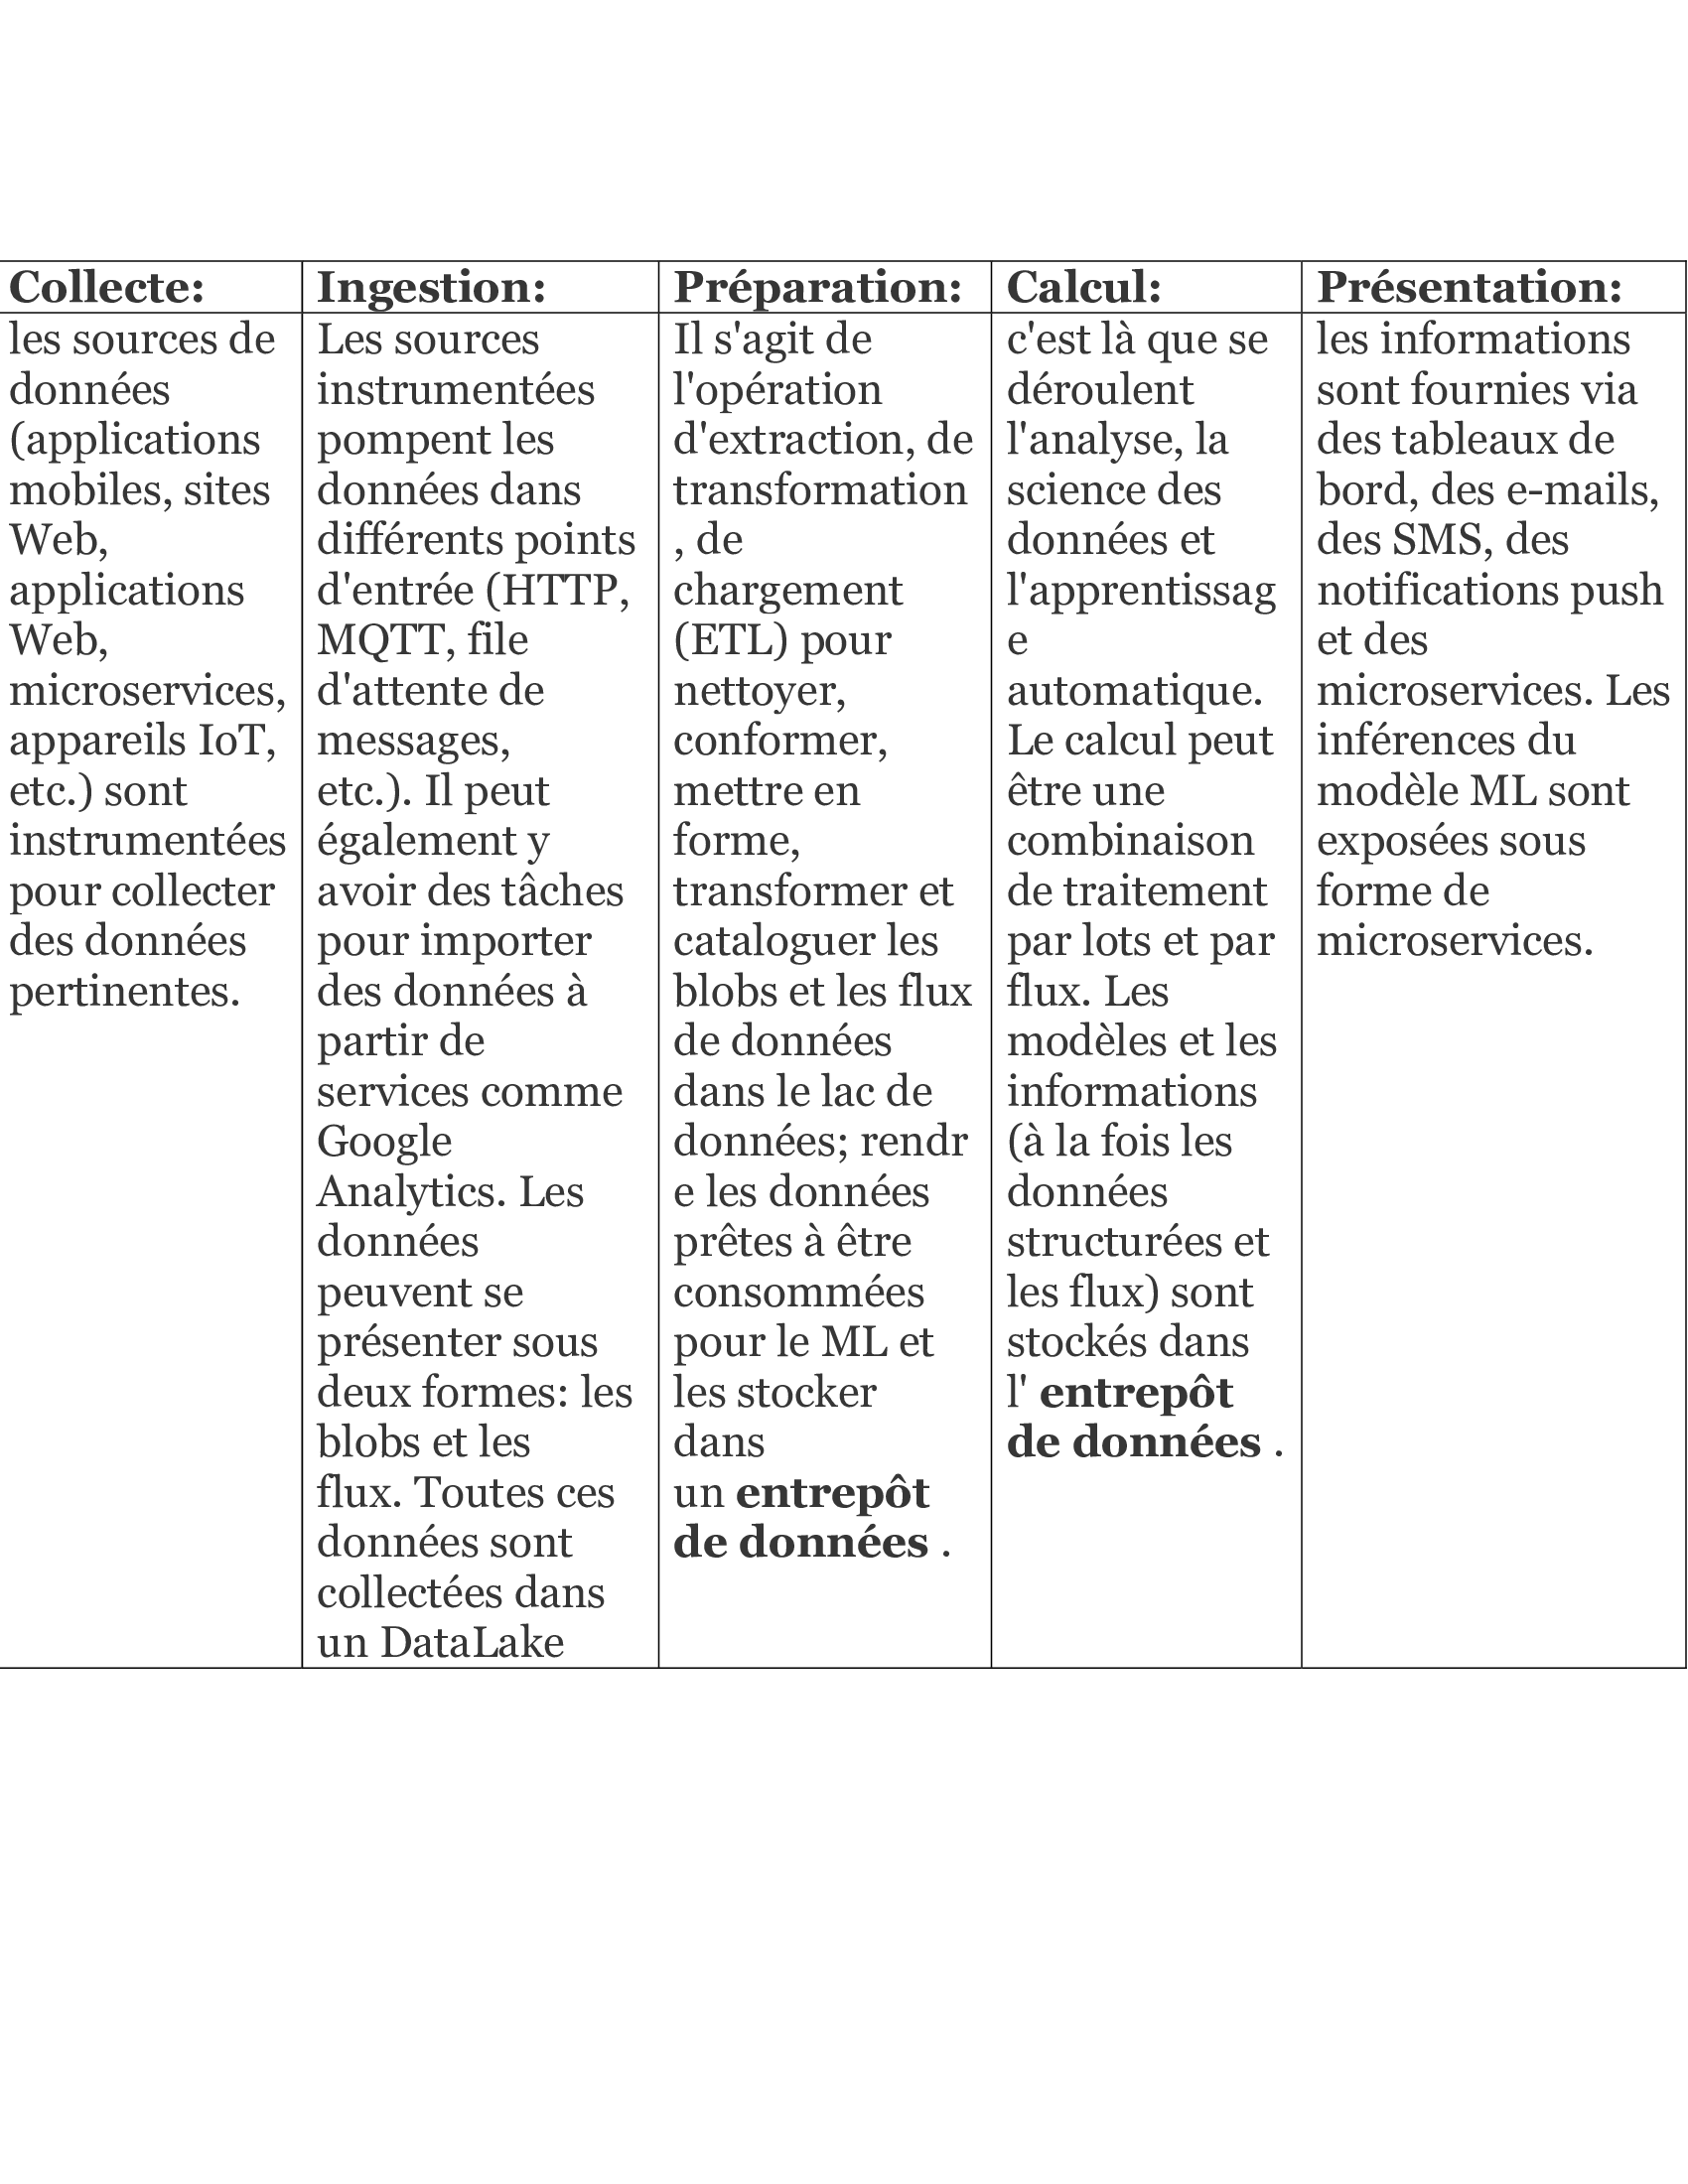 Collecte:
les sources de
données
(applications
mobiles, sites
Web,
applications
Web,
microservices,
appareils IoT,
etc.) sont
instrumentées
pour collecter
des données
pertinentes.
Ingestion:
Les sources
instrumentées
pompent les
données dans
différents points
d'entrée (HTTP,
MQTT, file
d'attente de
messages,
etc.). Il peut
également y
avoir des tâches
pour importer
des données à
partir de
services comme
Google
Analytics. Les
données
peuvent se
présenter sous
deux formes: les
blobs et les
flux. Toutes ces
données sont
collectées dans
un DataLake
Préparation:
Il s'agit de
l'opération
d'extraction, de
transformation
, de
chargement
(ETL) pour
nettoyer,
conformer,
mettre en
forme,
transformer et
cataloguer les
blobs et les flux
de données
dans le lac de
données; rendr
e les données
prêtes à être
consommées
pour le ML et
les stocker
dans
un entrepôt
de données .
Calcul:
c'est là que se
déroulent
l'analyse, la
science des
données et
l'apprentissag
e
automatique.
Le calcul peut
être une
combinaison
de traitement
par lots et par
flux. Les
modèles et les
informations
(à la fois les
données
structurées et
les flux) sont
stockés dans
l' entrepôt
de données .
Présentation:
les informations
sont fournies via
des tableaux de
bord, des e-mails,
des SMS, des
notifications push
et des
microservices. Les
inférences du
modèle ML sont
exposées sous
forme de
microservices.